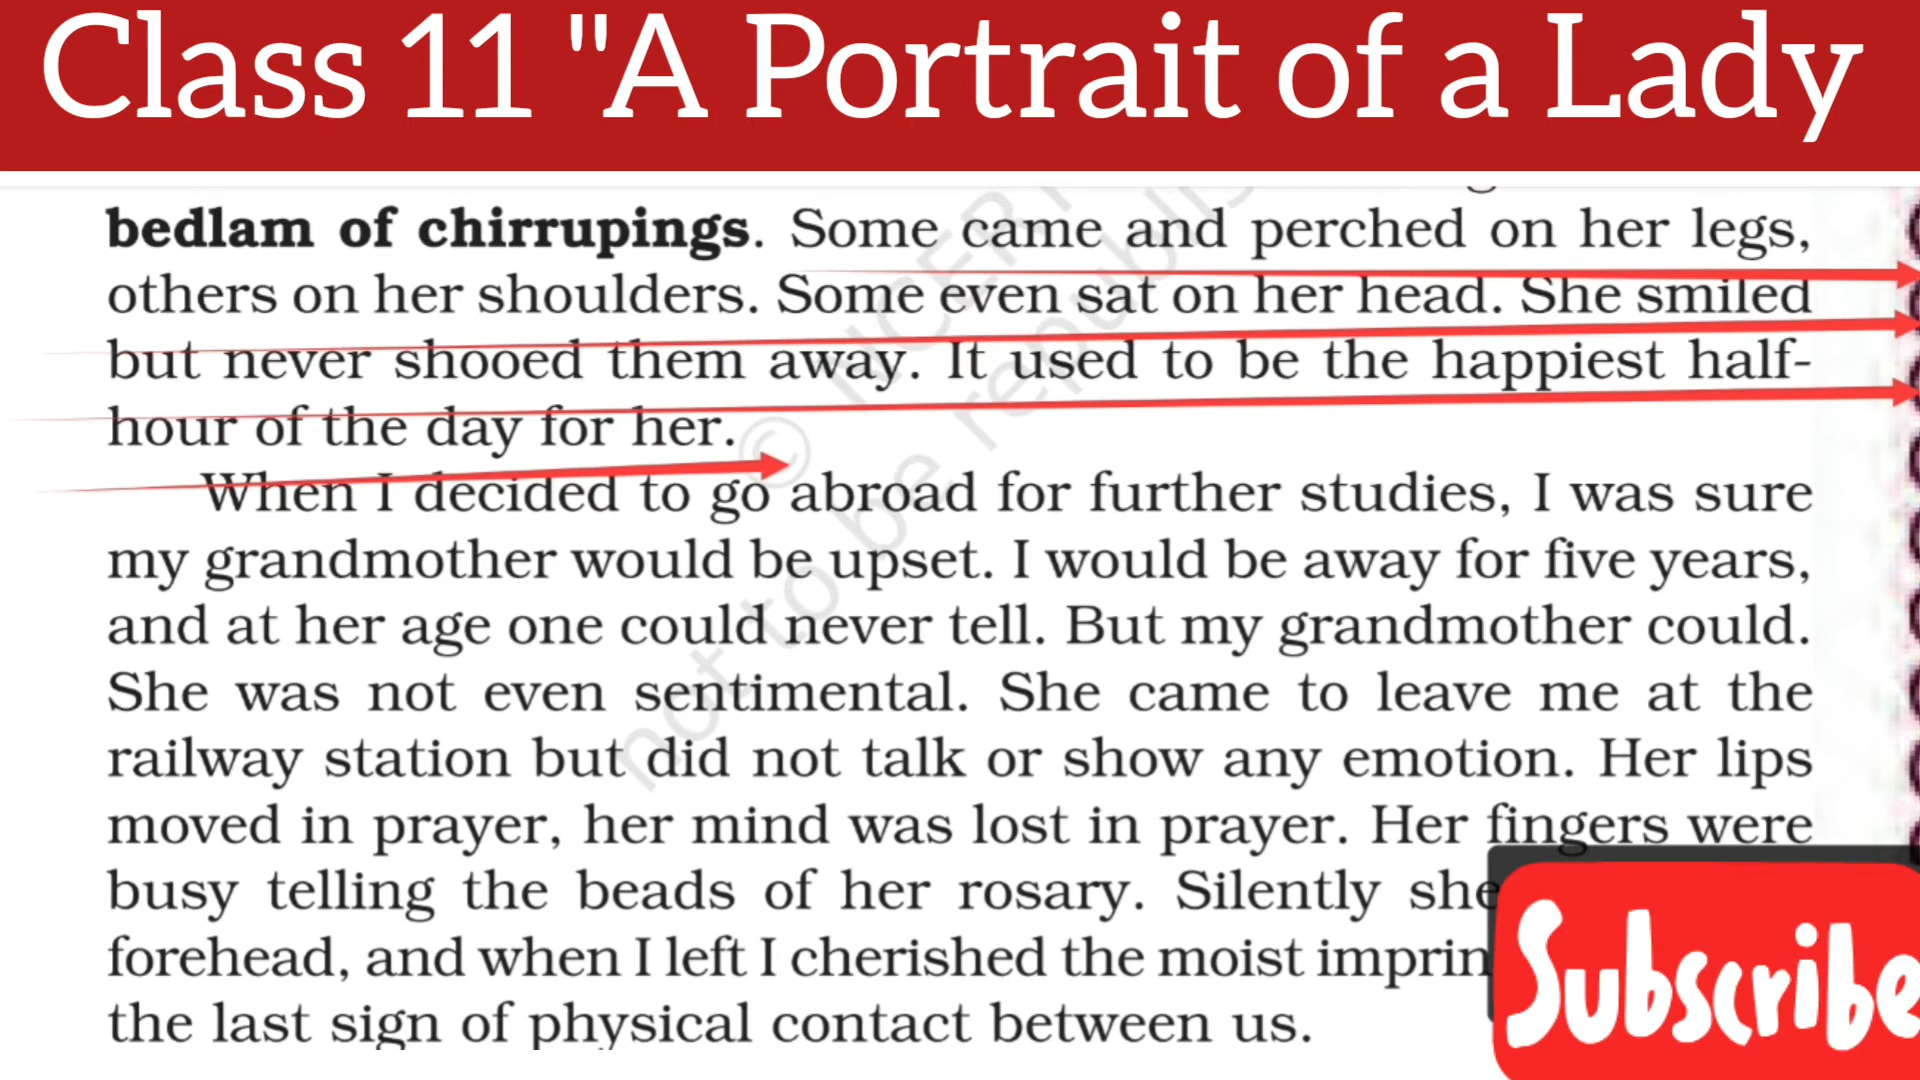 Class 11 "A Portrait of a Lady
bedlam of chirrupings. Some came and perched on her legs,
others on her shoulders. Some even sat on her head. She smiled
but never shooed them away. It used to be the happiest half-
hour of the day for her.
When I decided to go abroad for further studies, I was sure
my grandmother would be upset. I would be away for five years,
and at her age one could never tell. But my grandmother could.
She was not even sentimental. She came to leave me at the
railway station but did not talk or show any emotion. Her lips
moved in prayer, her mind was lost in prayer. Her fingers were
busy telling the beads of her rosary. Silently she
forehead, and when I left I cherished the moist imprin
the last sign of physical contact between us.
© NCERT
not to be republis
Subscribe